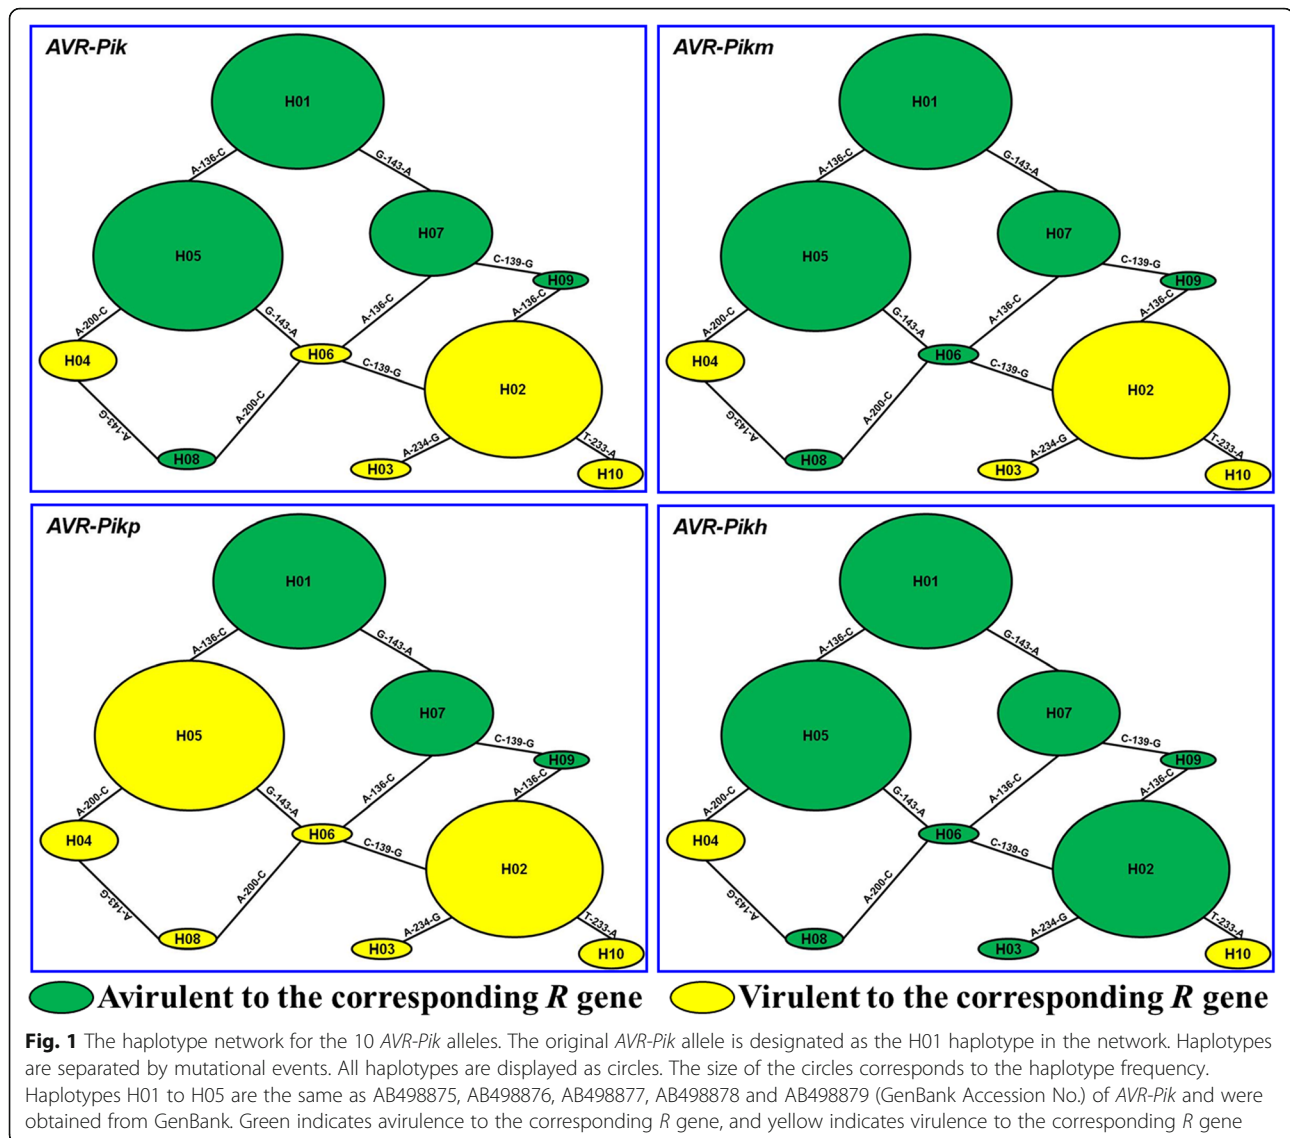 AVR-Pik
H01
A-136-C
G-143-A
H05
H07
C-139-G
H09
A-136-C
A-136-C
A-200-C
G-143-A
H04
H06
C-139-G
H02
A-143-G
A-200-C
H08
A-234-G
T-233-A
H03
H10
AVR-Pikm
H01
A-136-C
G-143-A
H05
H07
C-139-G
H09
A-136-C
A-136-C
A-200-C
G-143-A
H04
H06
C-139-G
H02
A-143-G
A-200-C
H08
A-234-G
T-233-A
H03
H10
AVR-Pikp
H01
A-136-C
G-143-A
H05
H07
C-139-G
H09
A-136-C
A-136-C
A-200-C
G-143-A
H04
H06
C-139-G
H02
A-143-G
A-200-C
H08
A-234-G
T-233-A
H03
H10
AVR-Pikh
H01
A-136-C
G-143-A
H05
H07
C-139-G
H09
A-136-C
A-136-C
A-200-C
G-143-A
H04
H06
C-139-G
H02
A-143-G
A-200-C
H08
A-234-G
T-233-A
H03
H10
Avirulent to the corresponding R gene
Virulent to the corresponding R gene
Fig. 1 The haplotype network for the 10 AVR-Pik alleles. The original AVR-Pik allele is designated as the H01 haplotype in the network. Haplotypes
are separated by mutational events. All haplotypes are displayed as circles. The size of the circles corresponds to the haplotype frequency.
Haplotypes H01 to H05 are the same as AB498875, AB498876, AB498877, AB498878 and AB498879 (GenBank Accession No.) of AVR-Pik and were
obtained from GenBank. Green indicates avirulence to the corresponding R gene, and yellow indicates virulence to the corresponding R gene